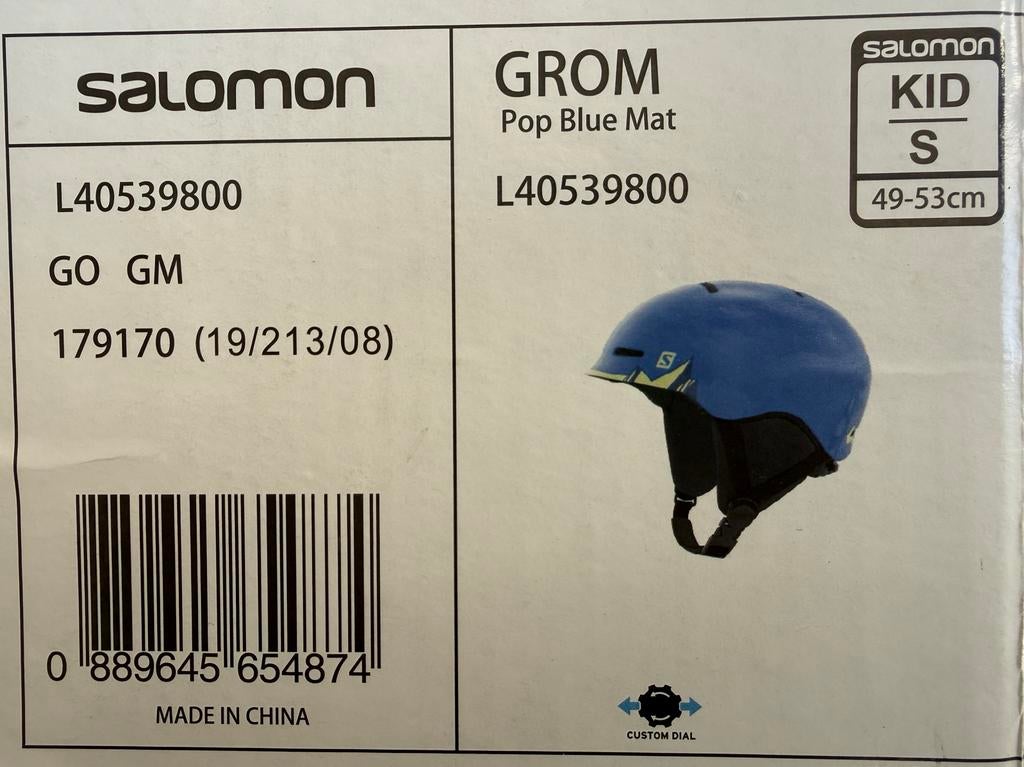 salomon
L40539800
GO GM
179170 (19/213/08)
0 889645 654874
MADE IN CHINA
GROM
Pop Blue Mat
L40539800
salomon
KID
S
49-53cm
S
CUSTOM DIAL